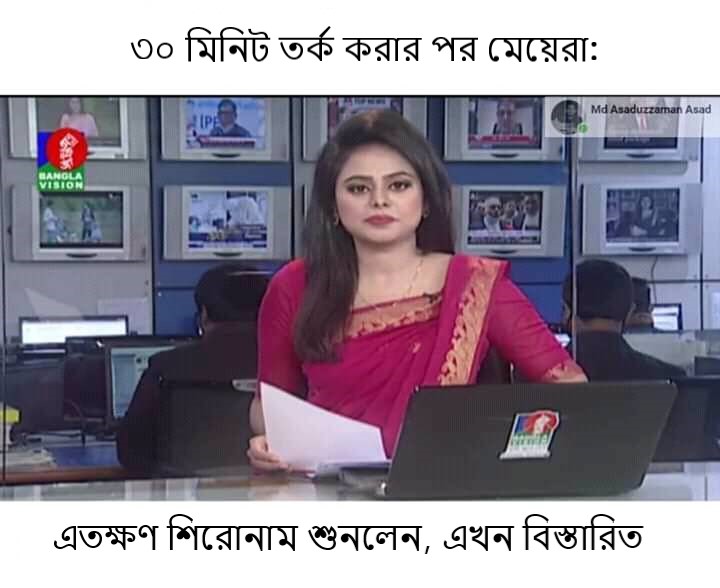 ৩০ মিনিট তর্ক করার পর মেয়েরা:
Md Asaduzzaman Asad
BANGLA
VISION
এতক্ষণ শিরোনাম শুনলেন, এখন বিস্তারিত